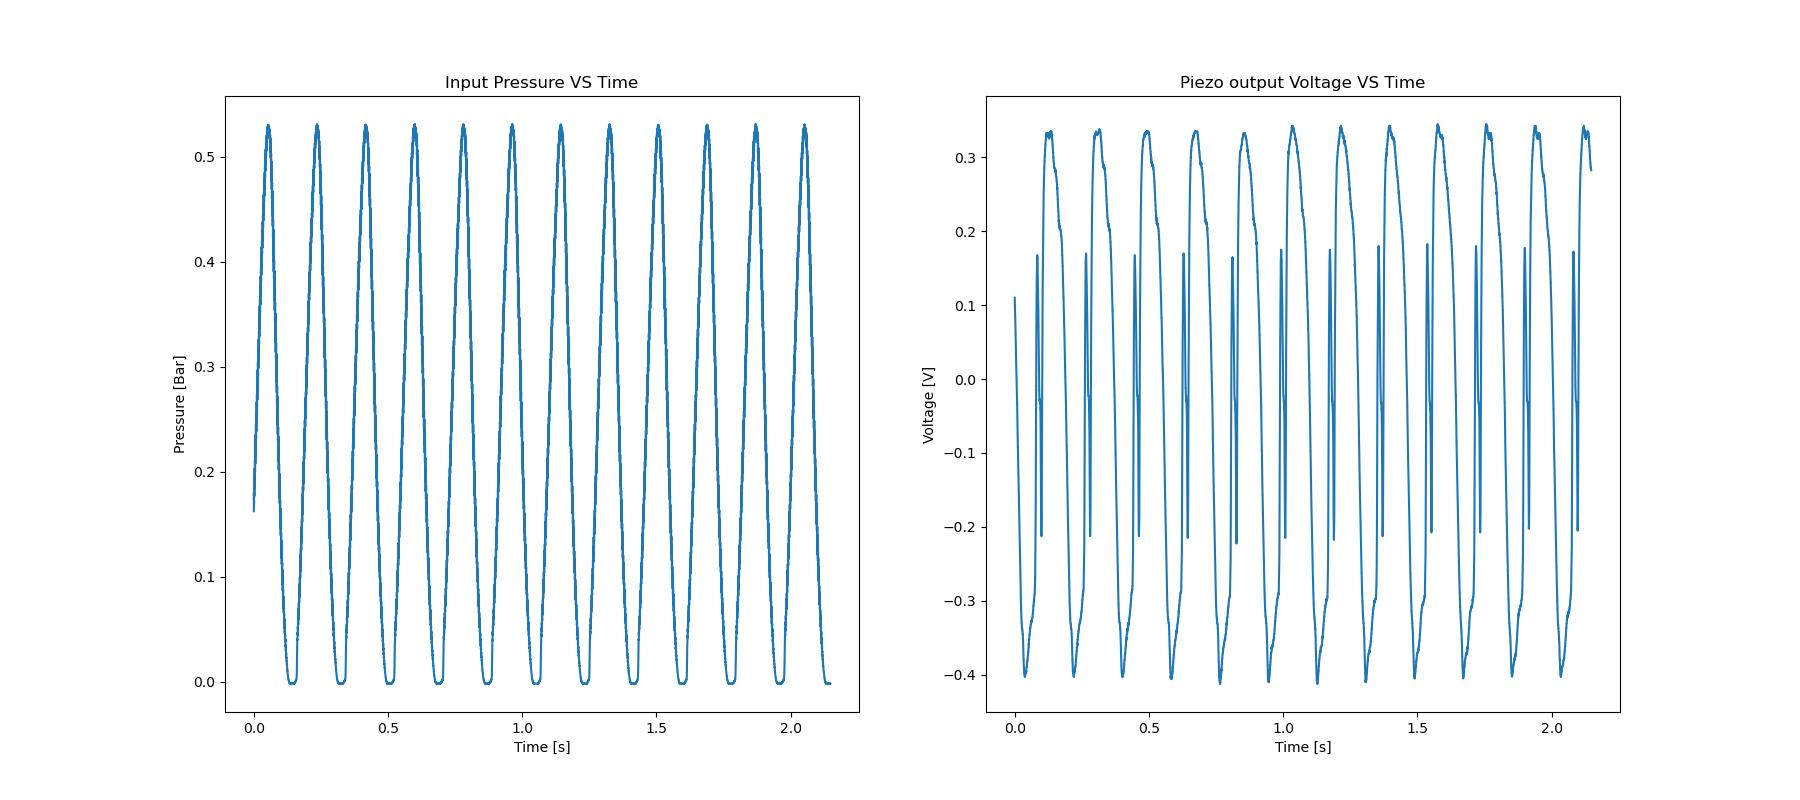 Input Pressure VS Time
0.5
0.4
0.3
0.2
0.1
0.0
Pressure [Bar]
0.0 0.5 1.0 1.5 2.0
Time [s]
Piezo output Voltage VS Time
0.3
0.2
0.1
0.0
−0.1
−0.2
−0.3
−0.4
Voltage [V]
0.0 0.5 1.0 1.5 2.0
Time [s]